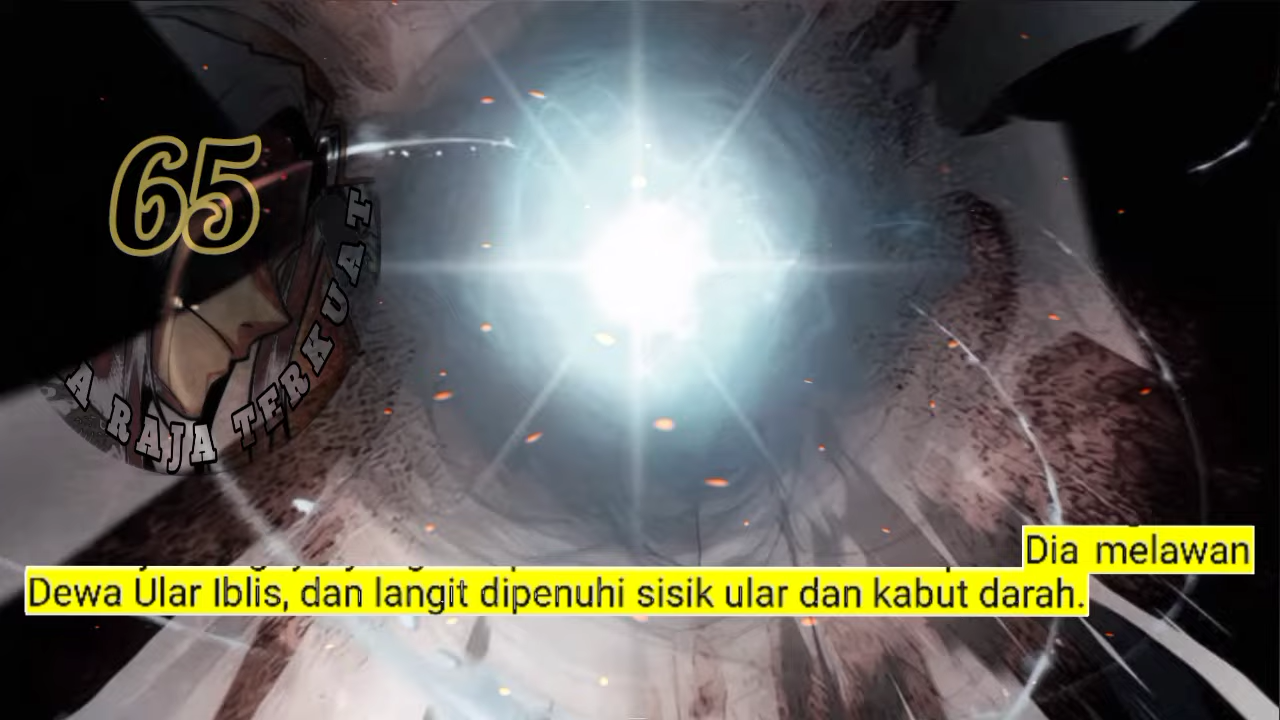 65
A RAJA TERKUAT
Dia melawan
Dewa Ular Iblis, dan langit dipenuhi sisik ular dan kabut darah.